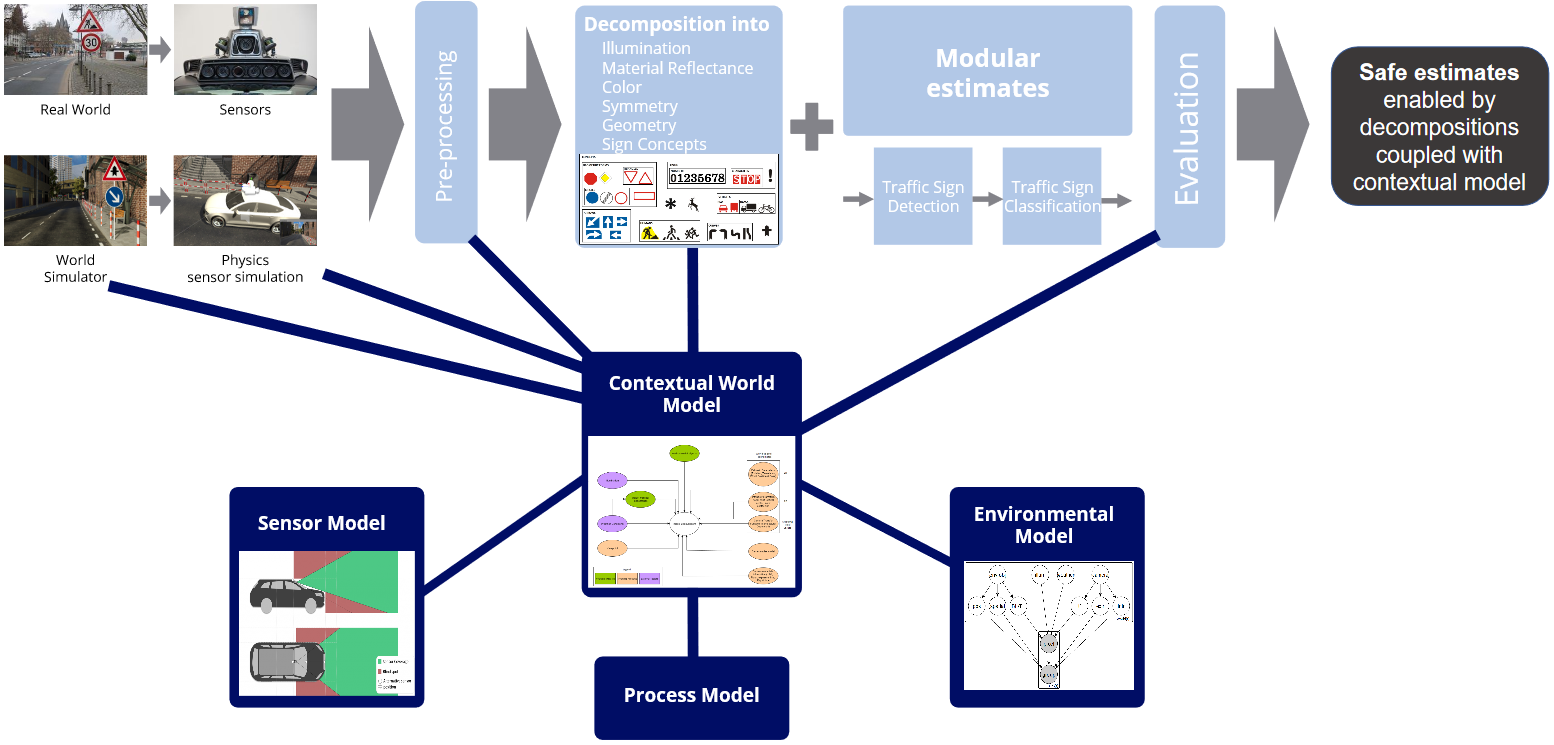 Real World
Sensors
World
Simulator
Physics
sensor simulation
30
Pre-processing
Decomposition into
Illumination
Material Reflectance
Color
Symmetry
Geometry
Sign Concepts
01235678
STOP
!
Modular
estimates
Traffic Sign
Detection
Traffic Sign
Classification
Evaluation
Safe estimates
enabled by
decompositions
coupled with
contextual model
Contextual World
Model
Sensor Model
Environmental
Model
Process Model